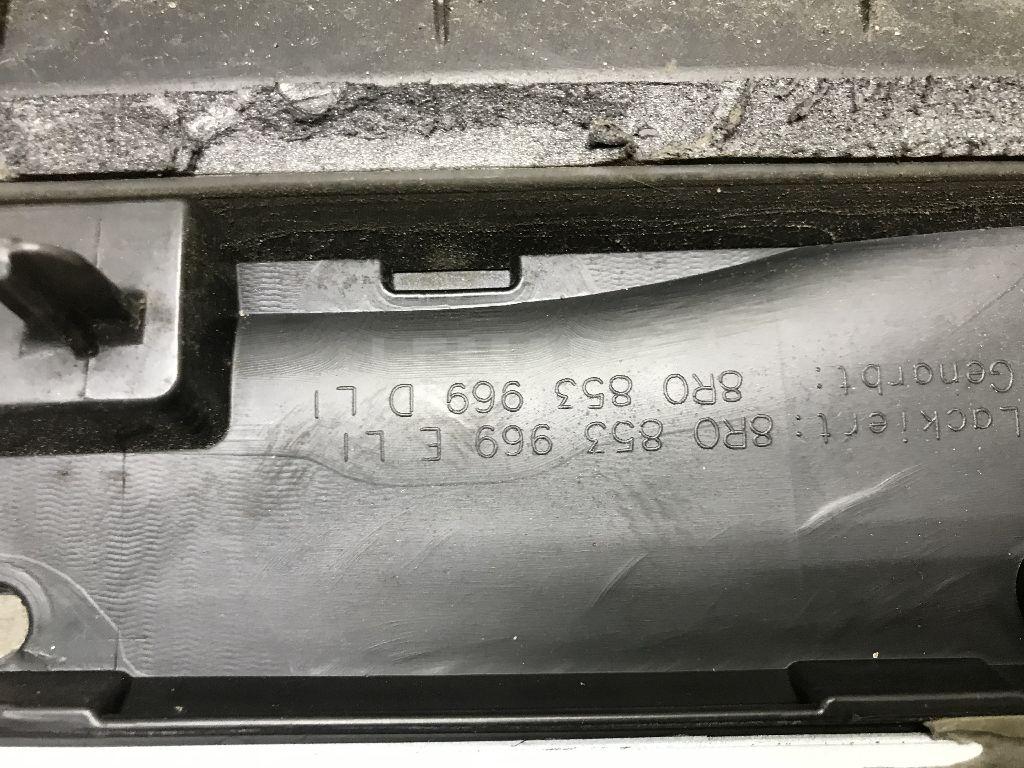 Lackiert: 8R0 853 969 E LI
Genarbt: 8R0 853 969 D LI